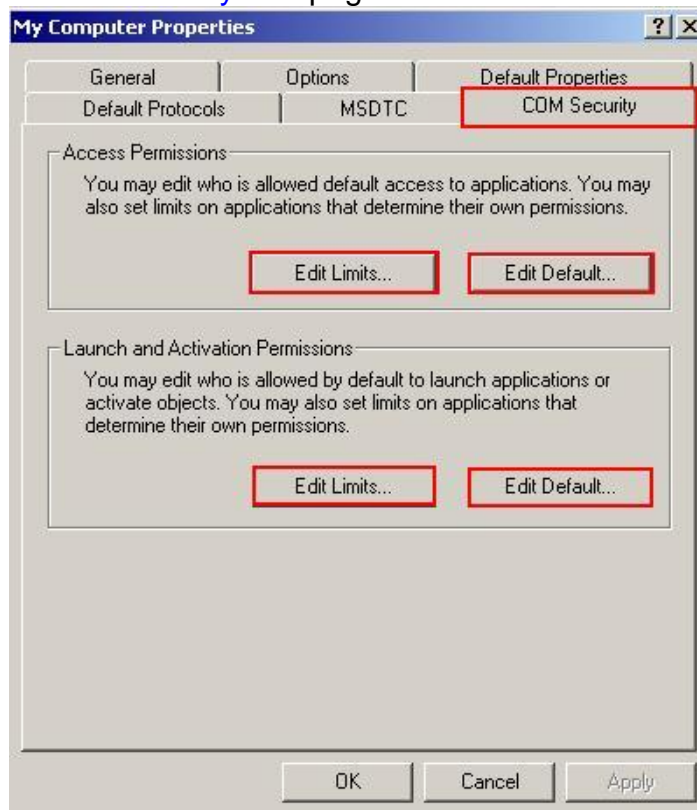 My Computer Properties
? X
General Options Default Properties
Default Protocols MSDTC COM Security
Access Permissions
You may edit who is allowed default access to applications. You may
also set limits on applications that determine their own permissions.
Edit Limits... Edit Default...
Launch and Activation Permissions
You may edit who is allowed by default to launch applications or
activate objects. You may also set limits on applications that
determine their own permissions.
Edit Limits... Edit Default...
OK Cancel Apply